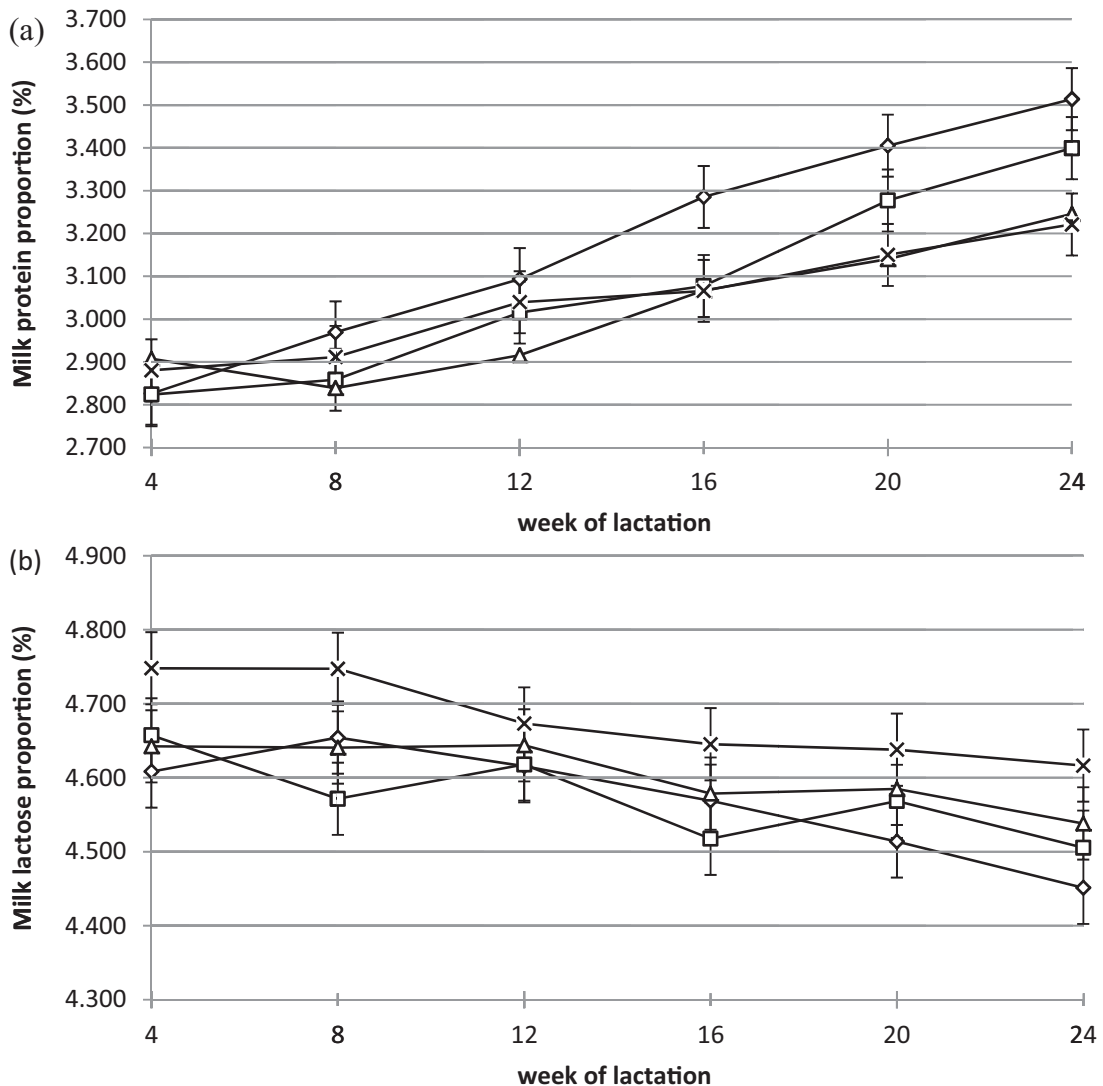 (a)
Milk protein proportion (%)
3.700
3.600
3.500
3.400
3.300
3.200
3.100
3.000
2.900
2.800
2.700
4 8 12 16 20 24
week of lactation
(b)
Milk lactose proportion (%)
4.900
4.800
4.700
4.600
4.500
4.400
4.300
4 8 12 16 20 24
week of lactation